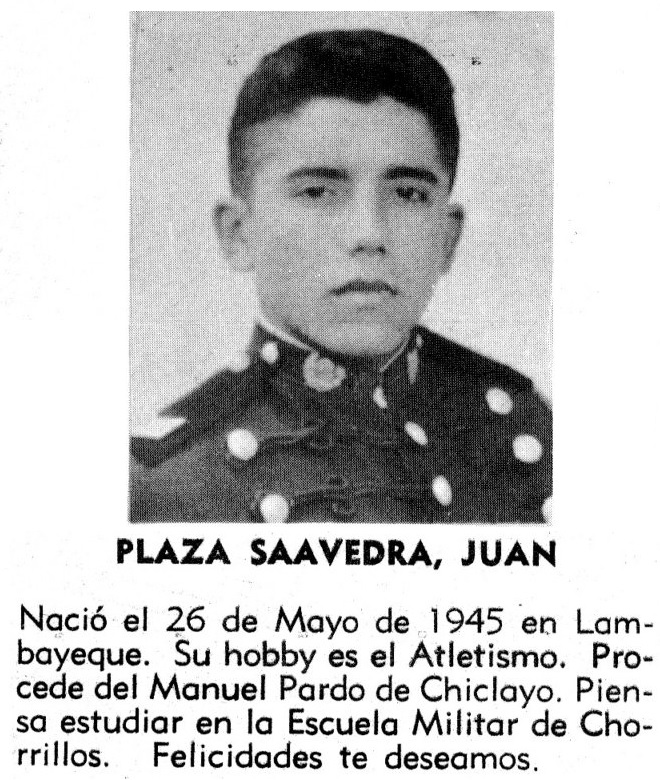 PLAZA SAAVEDRA, JUAN
Nació el 26 de Mayo de 1945 en Lam-
bayeque. Su hobby es el Atletismo. Pro-
cede del Manuel Pardo de Chiclayo. Pien-
sa estudiar en la Escuela Militar de Cho-
rrillos. Felicidades te deseamos.